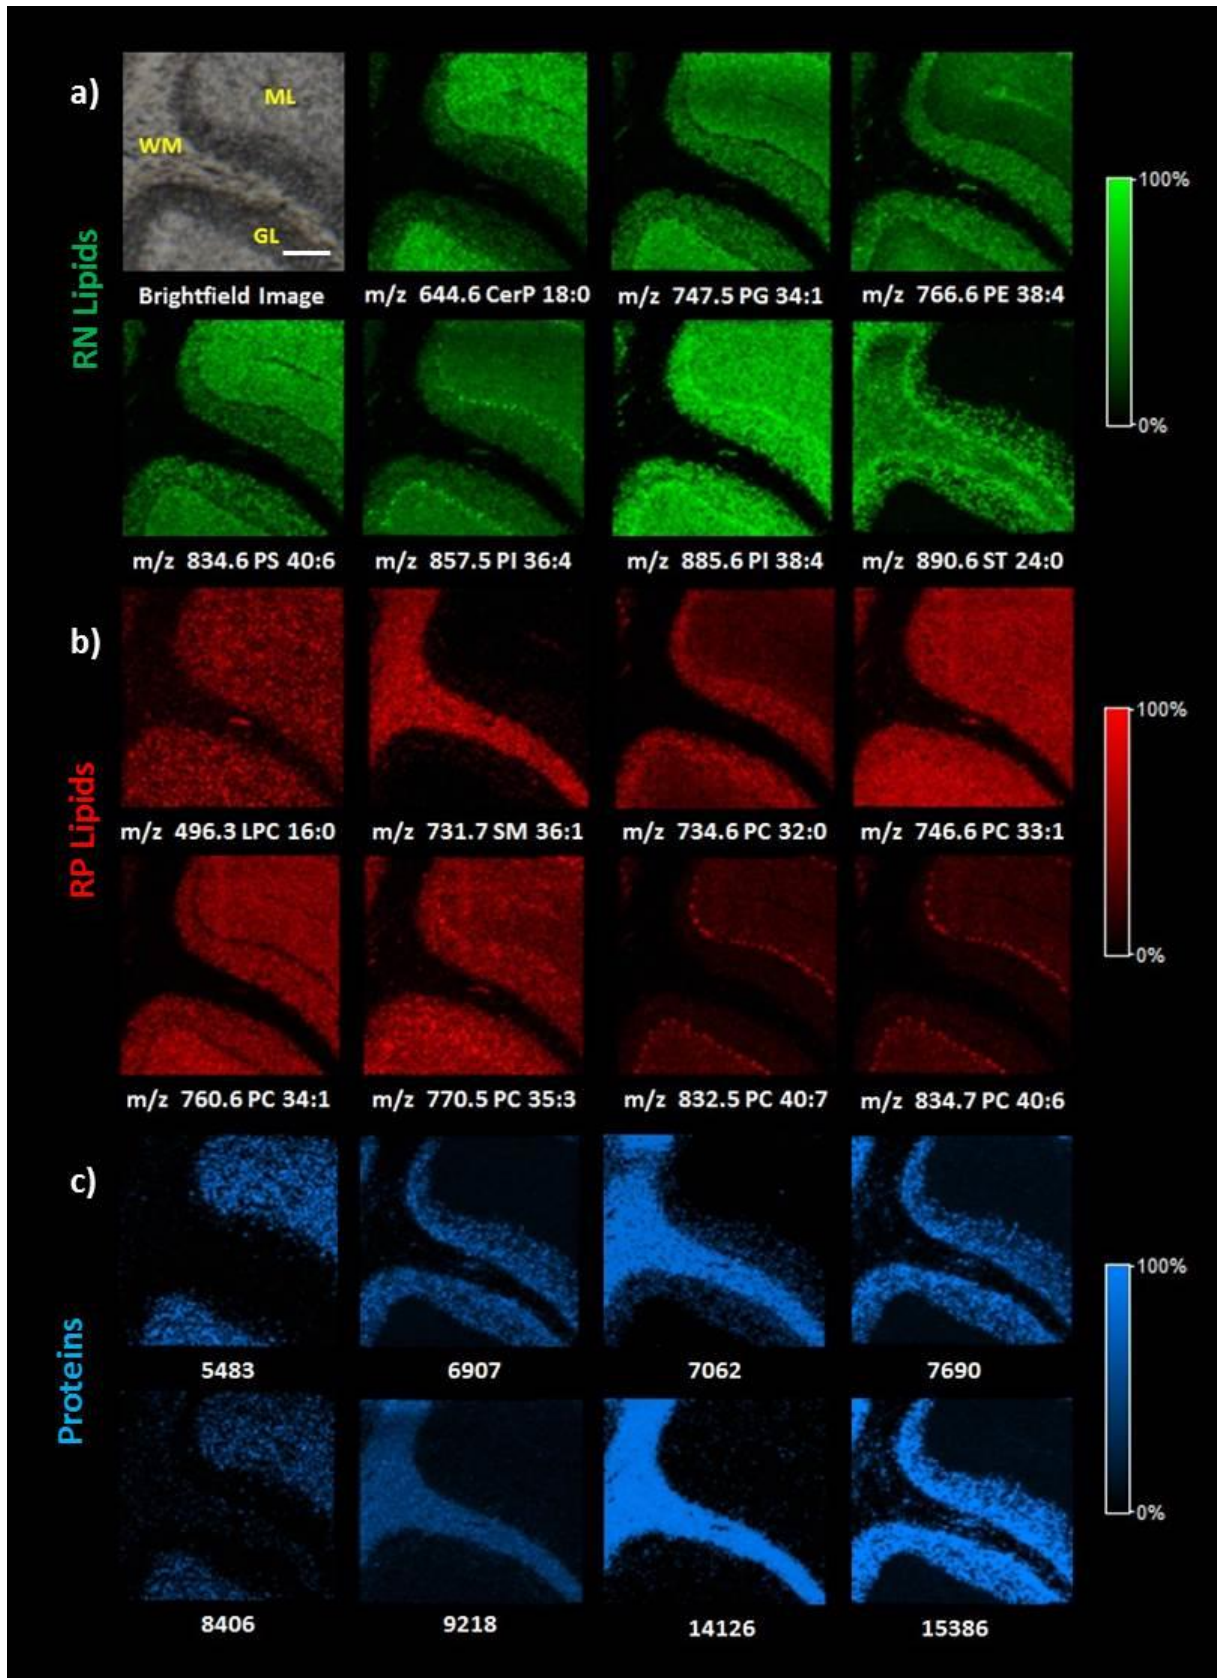 a)
RN Lipids
ML
WM
GL
Brightfield Image
m/z 644.6 CerP 18:0
m/z 747.5 PG 34:1
m/z 766.6 PE 38:4
100%
0%
m/z 834.6 PS 40:6
m/z 857.5 PI 36:4
m/z 885.6 PI 38:4
m/z 890.6 ST 24:0
b)
RP Lipids
m/z 496.3 LPC 16:0
m/z 731.7 SM 36:1
m/z 734.6 PC 32:0
m/z 746.6 PC 33:1
100%
0%
m/z 760.6 PC 34:1
m/z 770.5 PC 35:3
m/z 832.5 PC 40:7
m/z 834.7 PC 40:6
c)
Proteins
5483
6907
7062
7690
100%
0%
8406
9218
14126
15386